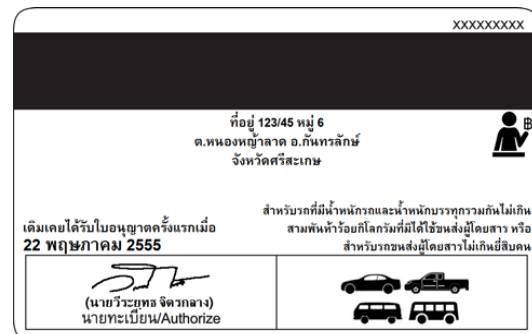 XXXXXXXXX
ที่อยู่ 123/45 หมู่ 6
ต.หนองหญ้าลาด อ.กันทรลักษ์
จังหวัดศรีสะเกษ
฿
สำหรับรถที่มีน้ำหนักรถและน้ำหนักบรรทุกรวมกันไม่เกิน
สามพันห้าร้อยกิโลกรัมที่มิได้ใช้ขนส่งผู้โดยสาร หรือ
สำหรับรถขนส่งผู้โดยสารไม่เกินยี่สิบคน
เดิมเคยได้รับใบอนุญาตครั้งแรกเมื่อ
22 พฤษภาคม 2555
(นายวีระยุทธ จิตรกลาง)
นายทะเบียน/Authorize